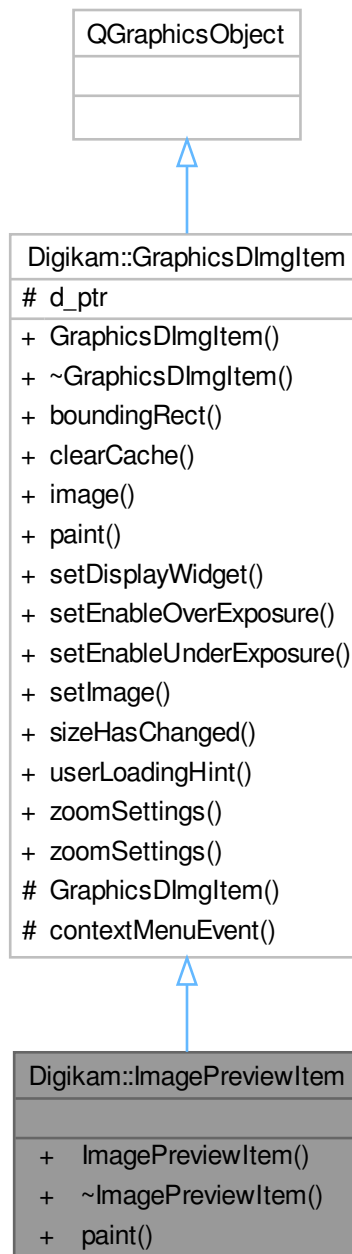 QGraphicsObject
Digikam::GraphicsDImgItem
# d_ptr
+ GraphicsDImgItem()
+ ~GraphicsDImgItem()
+ boundingRect()
+ clearCache()
+ image()
+ paint()
+ setDisplayWidget()
+ setEnableOverExposure()
+ setEnableUnderExposure()
+ setImage()
+ sizeHasChanged()
+ userLoadingHint()
+ zoomSettings()
+ zoomSettings()
# GraphicsDImgItem()
# contextMenuEvent()
Digikam::ImagePreviewItem
+ ImagePreviewItem()
+ ~ImagePreviewItem()
+ paint()